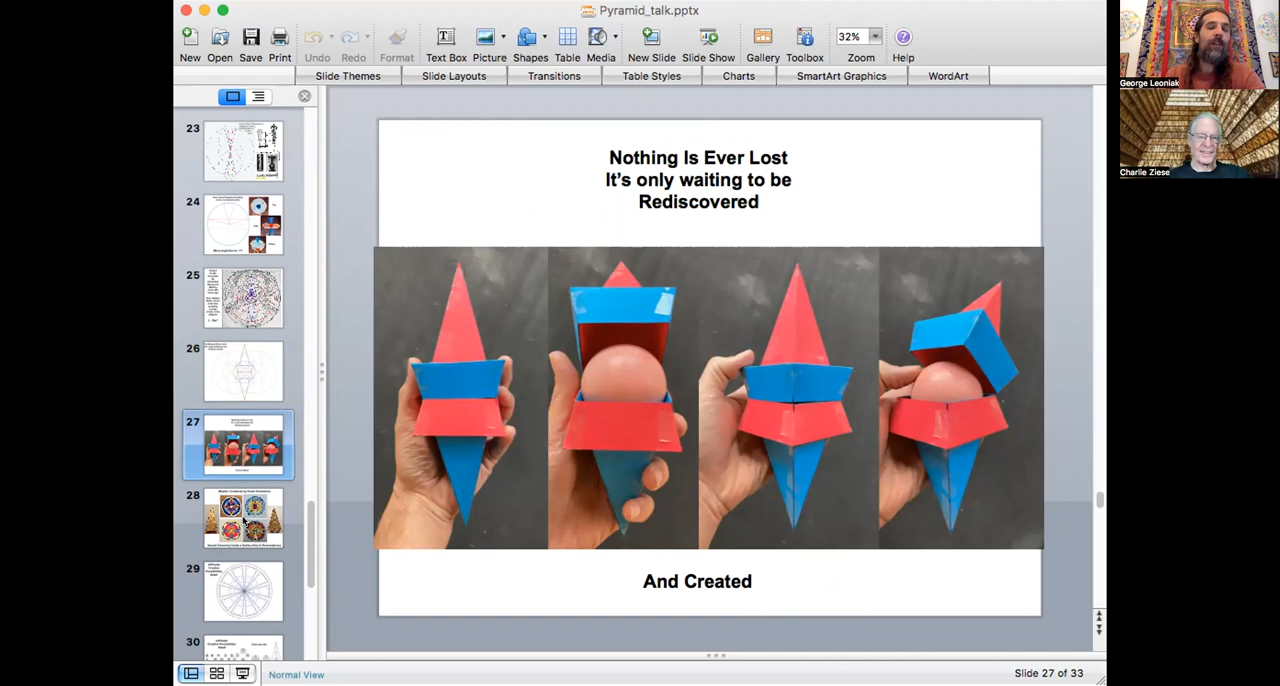 Pyramid_talk.pptx
New Open Save Print Undo Redo Format Text Box Picture Shapes Table Media New Slide Slide Show Gallery Toolbox Zoom Help
32%
Slide Themes Slide Layouts Transitions Table Styles Charts SmartArt Graphics WordArt
George Leoniak
Charlie Ziese
23
24
25
26
27
28
29
30
Nothing Is Ever Lost
It's only waiting to be
Rediscovered
And Created
Normal View
Slide 27 of 33